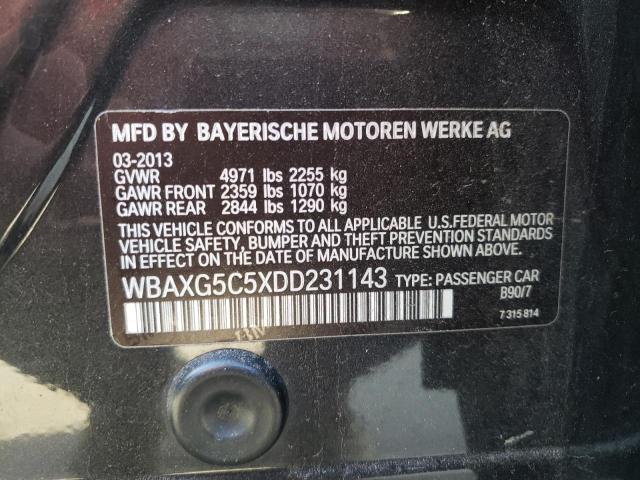 MFD BY BAYERISCHE MOTOREN WERKE AG
03-2013
GVWR 4971 lbs 2255 kg
GAWR FRONT 2359 lbs 1070 kg
GAWR REAR 2844 lbs 1290 kg
THIS VEHICLE CONFORMS TO ALL APPLICABLE U.S.FEDERAL MOTOR
VEHICLE SAFETY, BUMPER AND THEFT PREVENTION STANDARDS
IN EFFECT ON THE DATE OF MANUFACTURE SHOWN ABOVE.
WBAXG5C5XDD231143 TYPE: PASSENGER CAR
B90/7
7 315 814